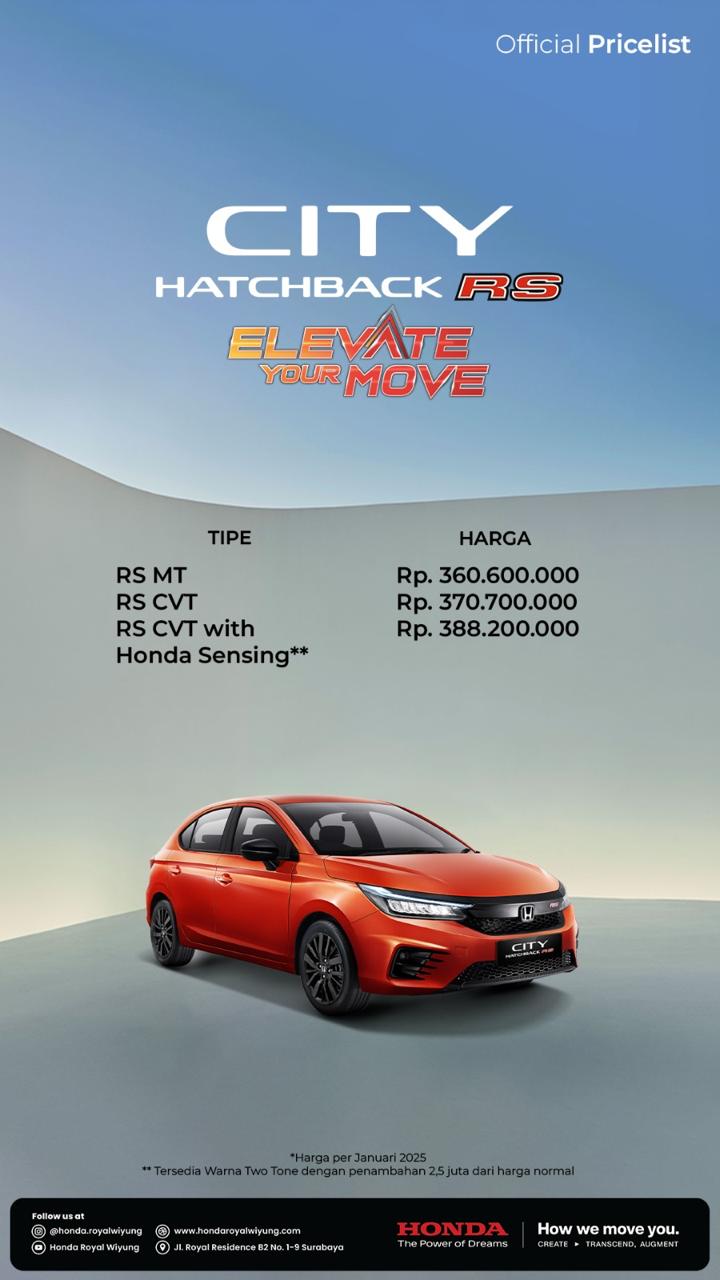 Official Pricelist
CITY
HATCHBACK RS
ELEVATE
YOUR MOVE
TIPE HARGA
RS MT Rp. 360.600.000
RS CVT Rp. 370.700.000
RS CVT with Rp. 388.200.000
Honda Sensing**
RS
CITY
HATCHBACK RS
*Harga per Januari 2025
** Tersedia Warna Two Tone dengan penambahan 2,5 juta dari harga normal
Follow us at
@honda.royalwiyung www.hondaroyalwiyung.com
Honda Royal Wiyung Jl. Royal Residence B2 No. 1-9 Surabaya
HONDA
The Power of Dreams
How we move you.
CREATE ► TRANSCEND, AUGMENT